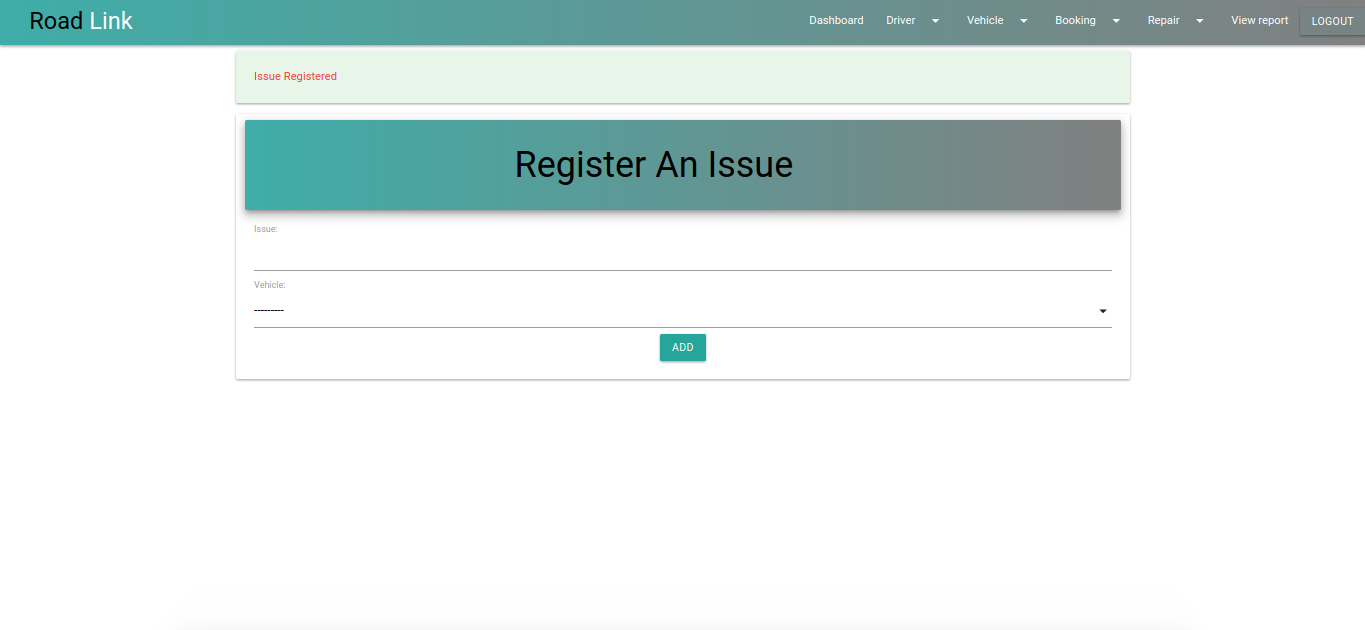 Road Link
Dashboard Driver Vehicle Booking Repair View report LOGOUT
Issue Registered
Register An Issue
Issue:
Vehicle:
---------
ADD